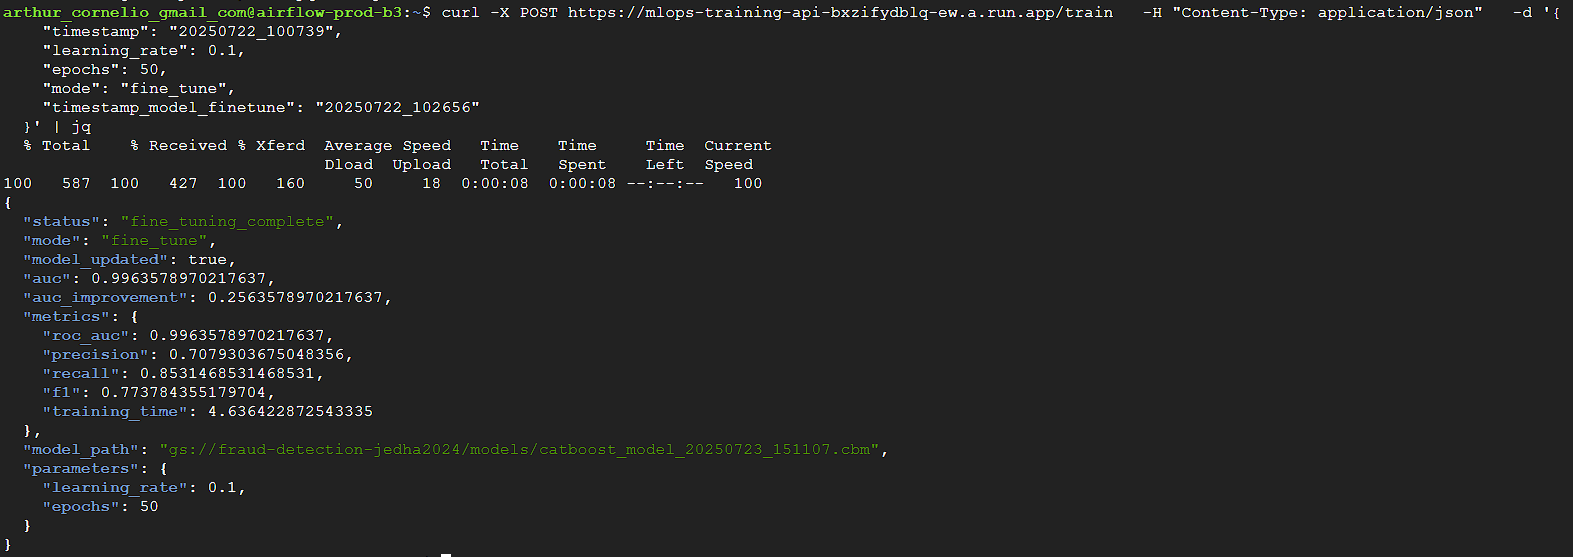 arthur_cornelio_gmail_com@airflow-prod-b3:~$ curl -X POST https://mlops-training-api-bxzifydblq-ew.a.run.app/train   -H "Content-Type: application/json"   -d '{
    "timestamp": "20250722_100739",
    "learning_rate": 0.1,
    "epochs": 50,
    "mode": "fine_tune",
    "timestamp_model_finetune": "20250722_102656"
  }' | jq
  % Total    % Received % Xferd  Average Speed   Time    Time     Time  Current
                                 Dload  Upload   Total   Spent    Left  Speed
100   587  100   427  100   160     50     18  0:00:08  0:00:08 --:--:--   100
{
  "status": "fine_tuning_complete",
  "mode": "fine_tune",
  "model_updated": true,
  "auc": 0.9963578970217637,
  "auc_improvement": 0.2563578970217637,
  "metrics": {
    "roc_auc": 0.9963578970217637,
    "precision": 0.7079303675048356,
    "recall": 0.8531468531468531,
    "f1": 0.773784355179704,
    "training_time": 4.636422872543335
  },
  "model_path": "gs://fraud-detection-jedha2024/models/catboost_model_20250723_151107.cbm",
  "parameters": {
    "learning_rate": 0.1,
    "epochs": 50
  }
}